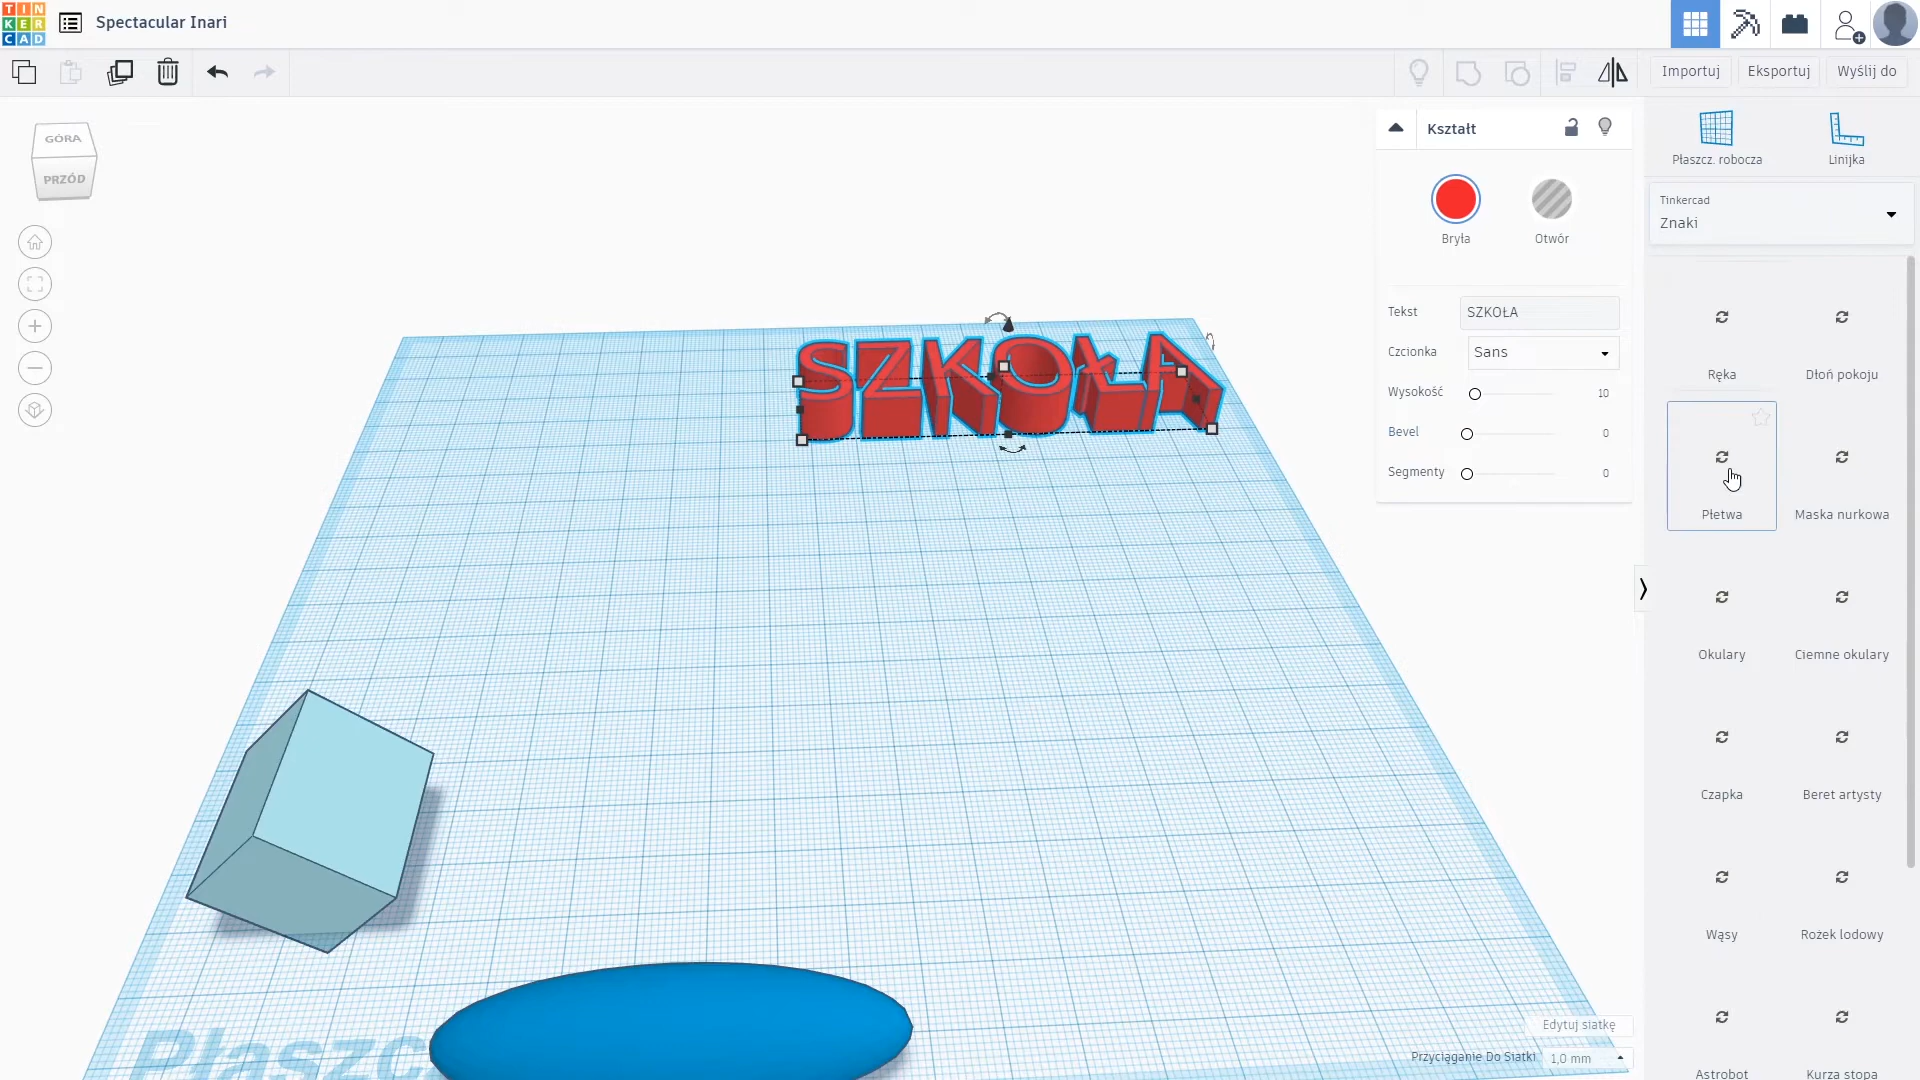 TIN
KER
CAD
Spectacular Inari
Importuj
Eksportuj
Wyślij do
GÓRA
PRZÓD
Kształt
Bryła
Otwór
Tekst
SZKOŁA
Czcionka
Sans
Wysokość
10
Bevel
0
Segmenty
0
SZKOŁA
Płaszcz. robocza
Linijka
Tinkercad
Znaki
Ręka
Dłoń pokoju
Płetwa
Maska nurkowa
Okulary
Ciemne okulary
Czapka
Beret artysty
Wąsy
Rożek lodowy
Astrobot
Kurza stopa
Płaszc
Edytuj siatkę
Przyciąganie Do Siatki
1,0 mm